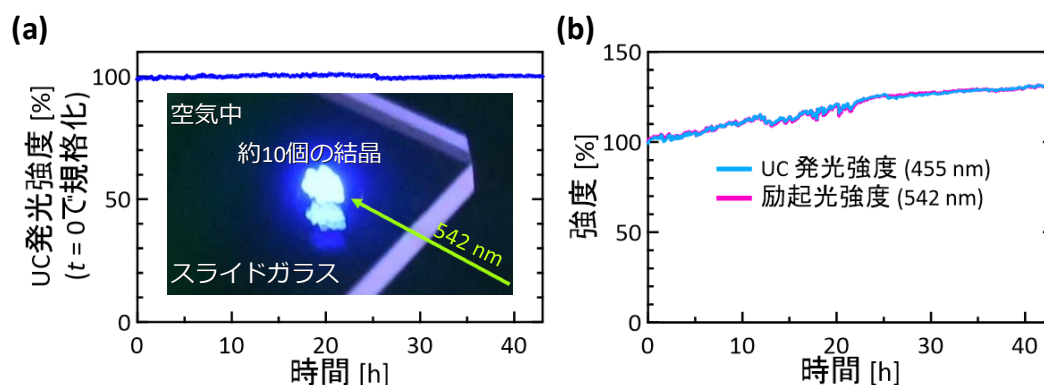 (a)
UC発光強度 [%]
(t = 0で規格化)
100
50
0
空気中
約10個の結晶
542 nm
スライドガラス
0
10
20
30
40
時間 [h]
(b)
強度 [%]
150
100
50
0
UC 発光強度 (455 nm)
励起光強度 (542 nm)
0
10
20
30
40
時間 [h]